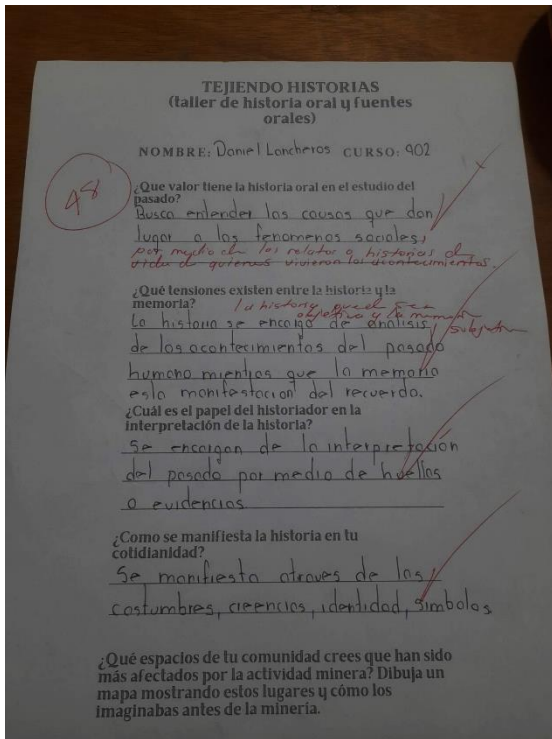 TEJIENDO HISTORIAS
(taller de historia oral y fuentes
orales)
NOMBRE: Daniel Lancheros CURSO: 902
48
¿Que valor tiene la historia oral en el estudio del
pasado?
Busca entender las causas que dan
lugar a los fenomenos sociales,
por medio de los relatos o historias de
vida de quienes vivieron los acontecimientos.
¿Qué tensiones existen entre la historia y la
memoria?
la historia puede ser
objetiva y la memoria
subjetiva
La historia se encarga de analisis
de los acontecimientos del pasado
humano mientras que la memoria
es la manifestacion del recuerdo.
¿Cuál es el papel del historiador en la
interpretación de la historia?
Se encargan de la interpretación
del pasado por medio de huellas
o evidencias
¿Como se manifiesta la historia en tu
cotidianidad?
Se manifiesta atraves de las
costumbres, creencias, identidad, simbolos
¿Qué espacios de tu comunidad crees que han sido
más afectados por la actividad minera? Dibuja un
mapa mostrando estos lugares y cómo los
imaginabas antes de la minería.